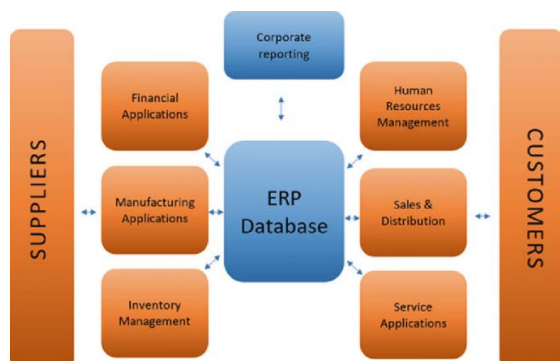 Corporate
reporting
SUPPLIERS
Financial
Applications
Human
Resources
Management
CUSTOMERS
Manufacturing
Applications
ERP
Database
Sales &
Distribution
Inventory
Management
Service
Applications